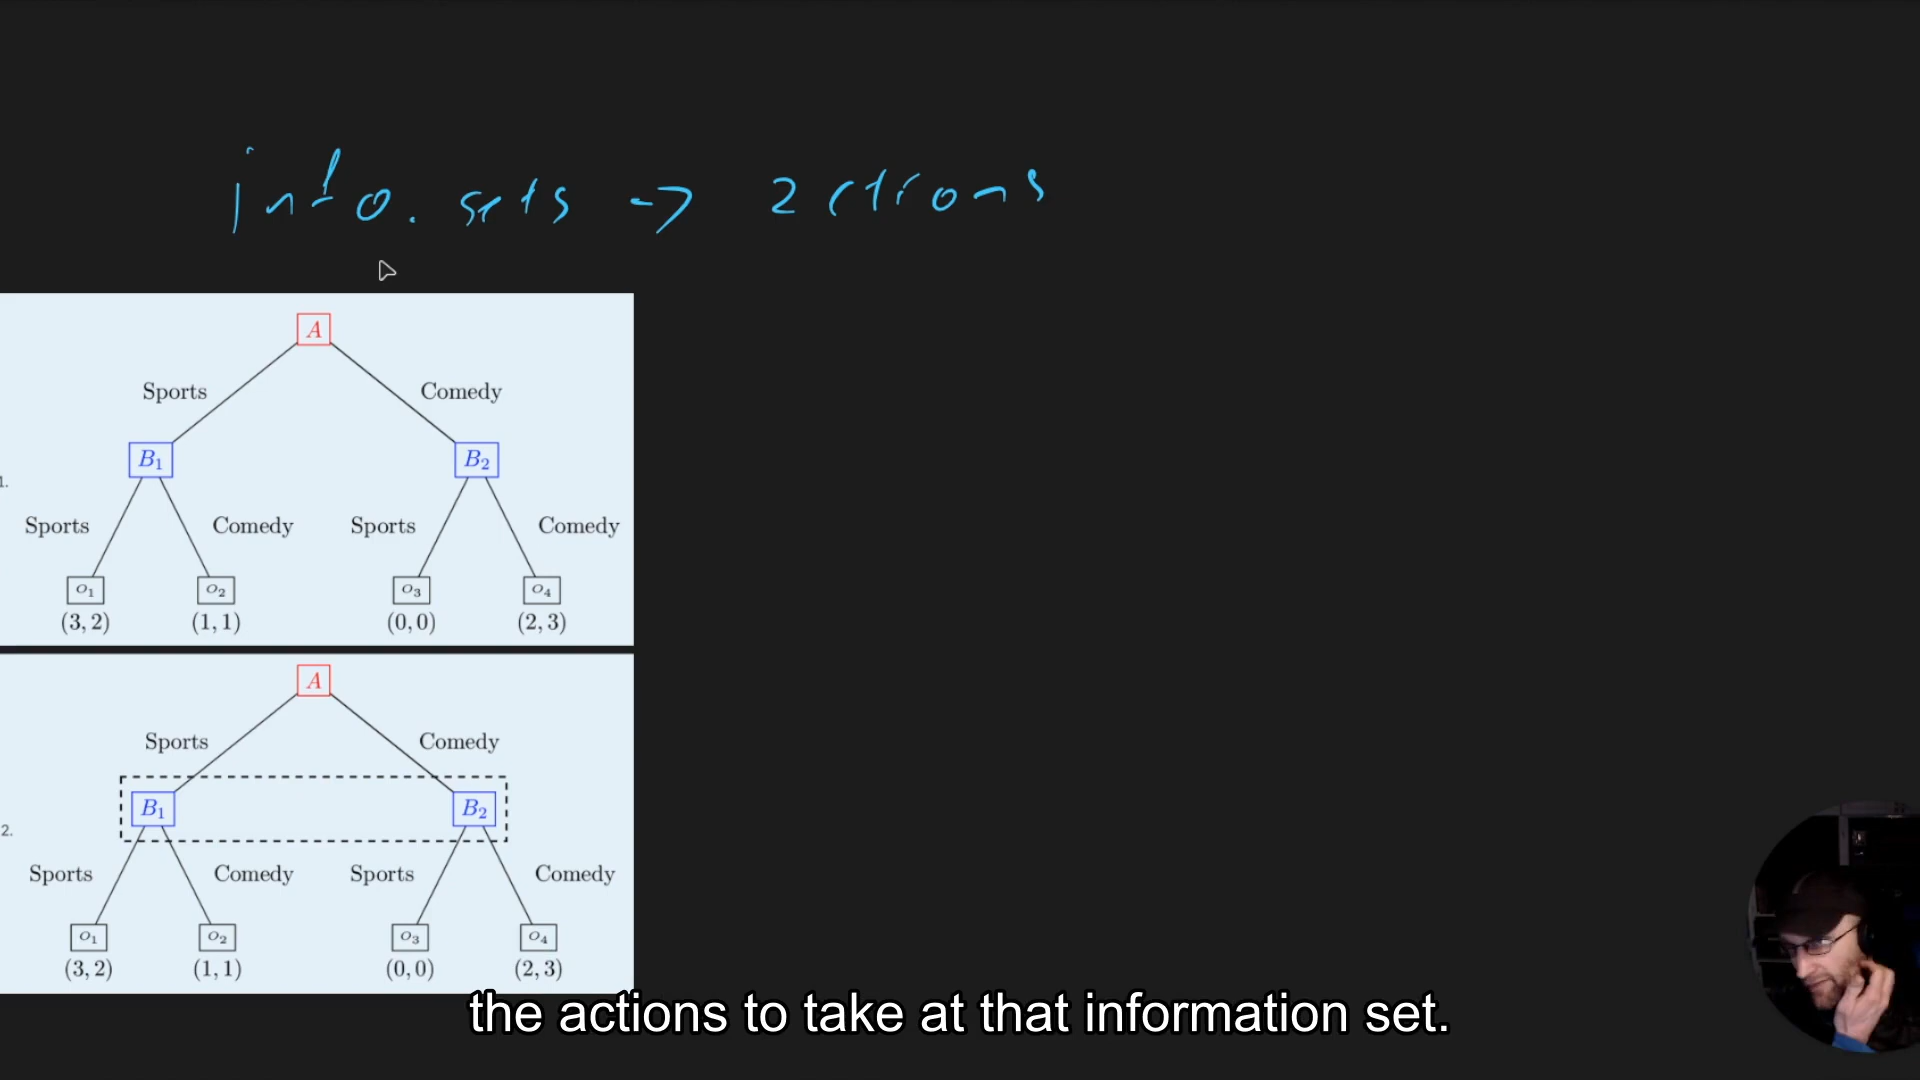 info. sets -> actions
A
Sports Comedy
B₁ B₂
1.
Sports Comedy Sports Comedy
o₁ o₂ o₃ o₄
(3, 2) (1, 1) (0, 0) (2, 3)
A
Sports Comedy
B₁ B₂
2.
Sports Comedy Sports Comedy
o₁ o₂ o₃ o₄
(3, 2) (1, 1) (0, 0) (2, 3)
the actions to take at that information set.